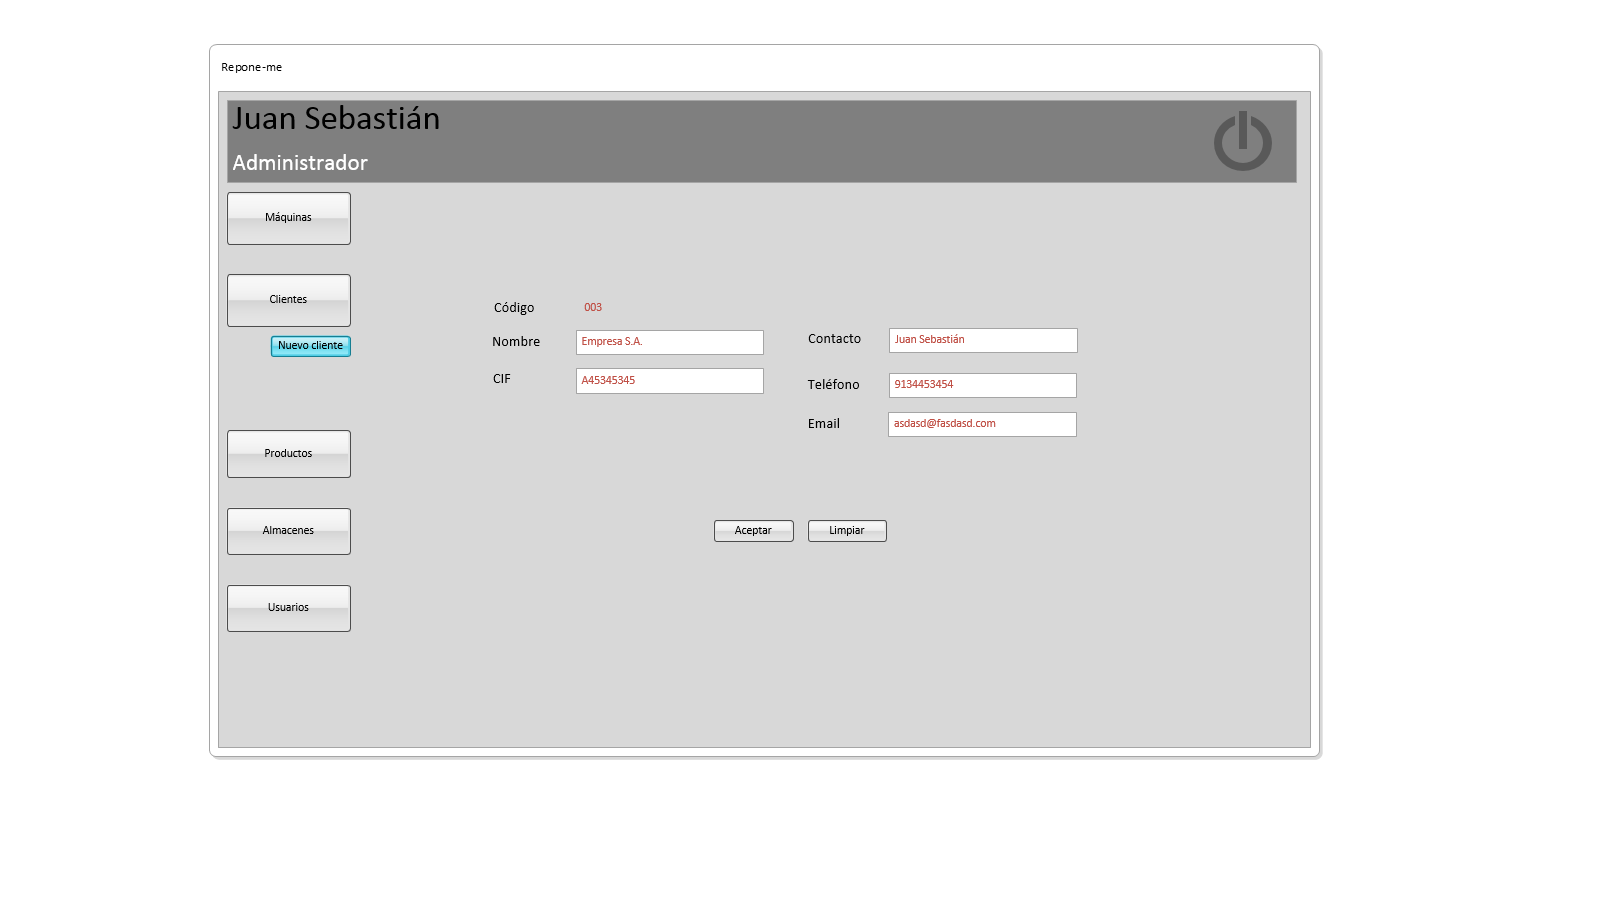 Repone-me
Juan Sebastián
Administrador
Máquinas
Clientes
Nuevo cliente
Productos
Almacenes
Usuarios
Código 003
Nombre Empresa S.A.
CIF A45345345
Contacto Juan Sebastián
Teléfono 9134453454
Email asdasd@fasdasd.com
Aceptar Limpiar